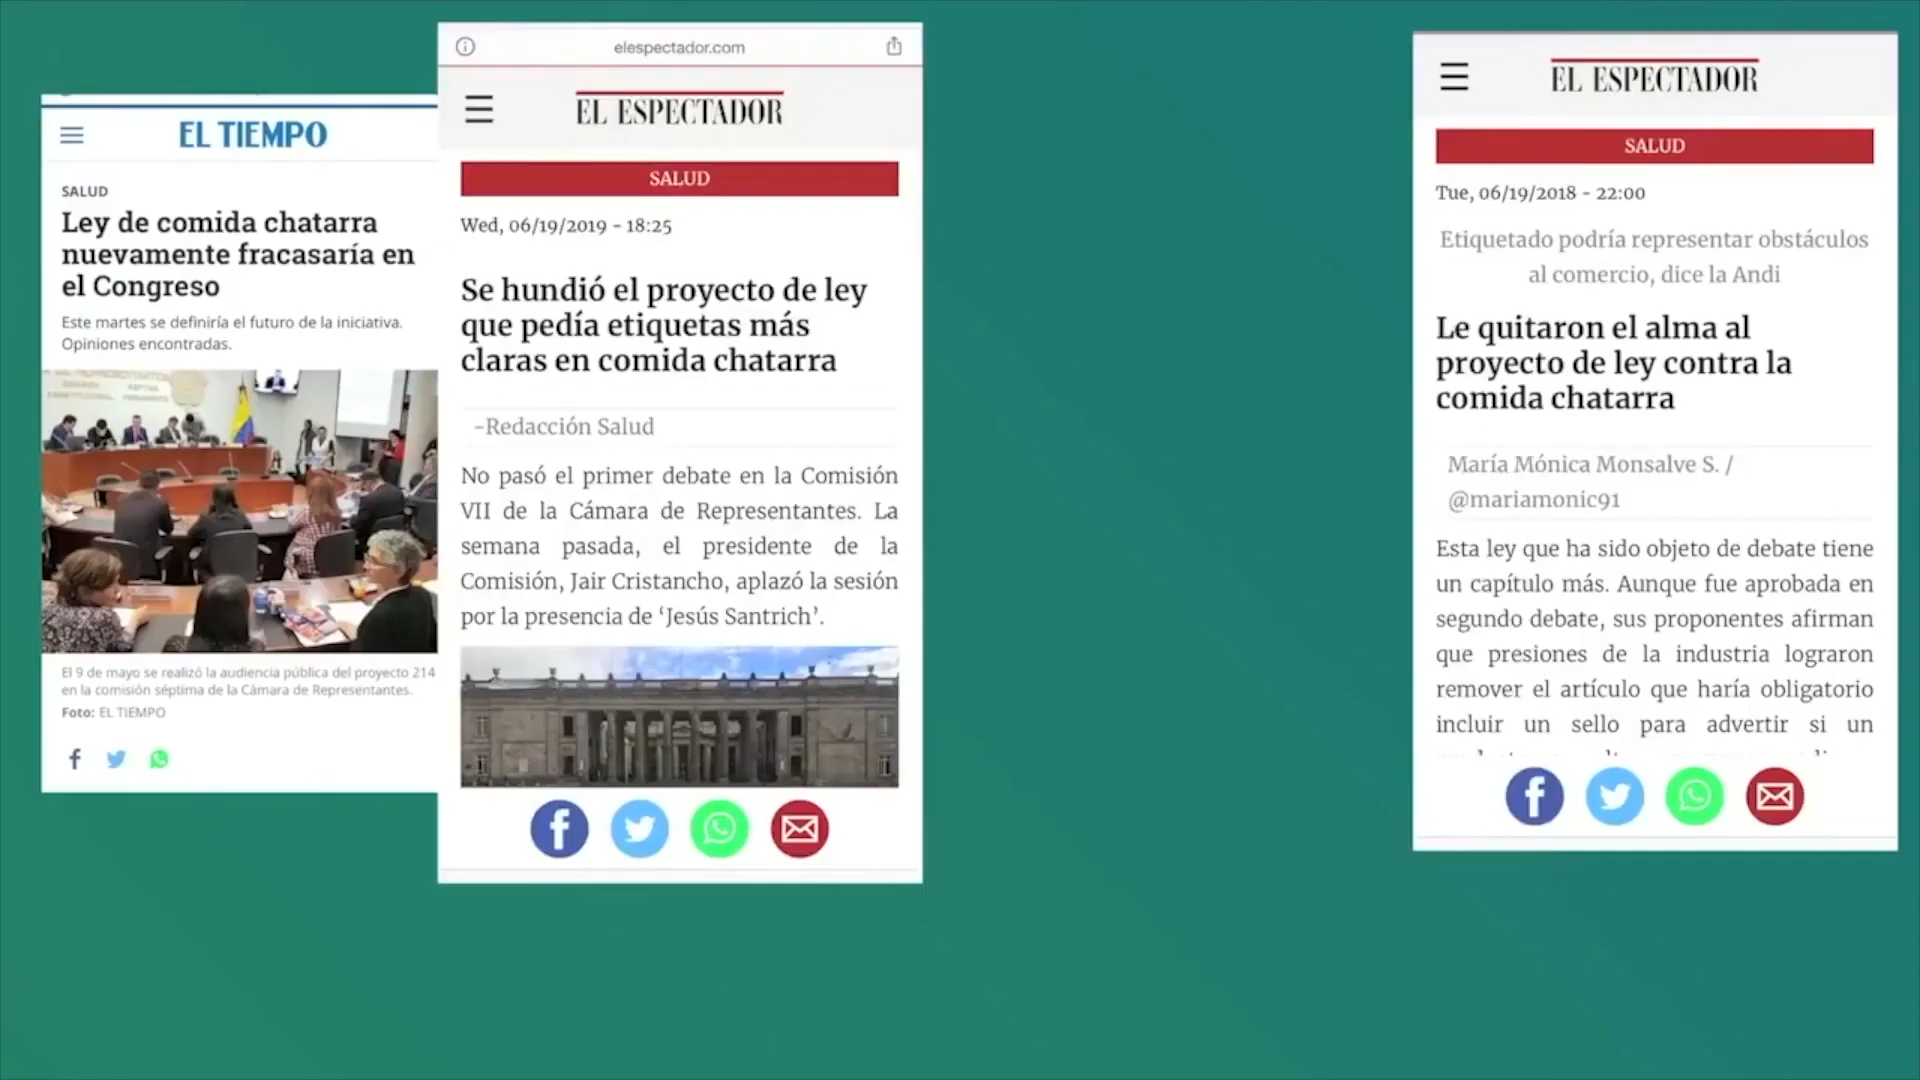 EL TIEMPO
SALUD
Ley de comida chatarra
nuevamente fracasaría en
el Congreso
Este martes se definiría el futuro de la iniciativa.
Opiniones encontradas.
El 9 de mayo se realizó la audiencia pública del proyecto 214
en la comisión séptima de la Cámara de Representantes.
Foto: EL TIEMPO
elespectador.com
EL ESPECTADOR
SALUD
Wed, 06/19/2019 - 18:25
Se hundió el proyecto de ley
que pedía etiquetas más
claras en comida chatarra
-Redacción Salud
No pasó el primer debate en la Comisión
VII de la Cámara de Representantes. La
semana pasada, el presidente de la
Comisión, Jair Cristancho, aplazó la sesión
por la presencia de ‘Jesús Santrich’.
EL ESPECTADOR
SALUD
Tue, 06/19/2018 - 22:00
Etiquetado podría representar obstáculos
al comercio, dice la Andi
Le quitaron el alma al
proyecto de ley contra la
comida chatarra
María Mónica Monsalve S. /
@mariamonic91
Esta ley que ha sido objeto de debate tiene
un capítulo más. Aunque fue aprobada en
segundo debate, sus proponentes afirman
que presiones de la industria lograron
remover el artículo que haría obligatorio
incluir un sello para advertir si un